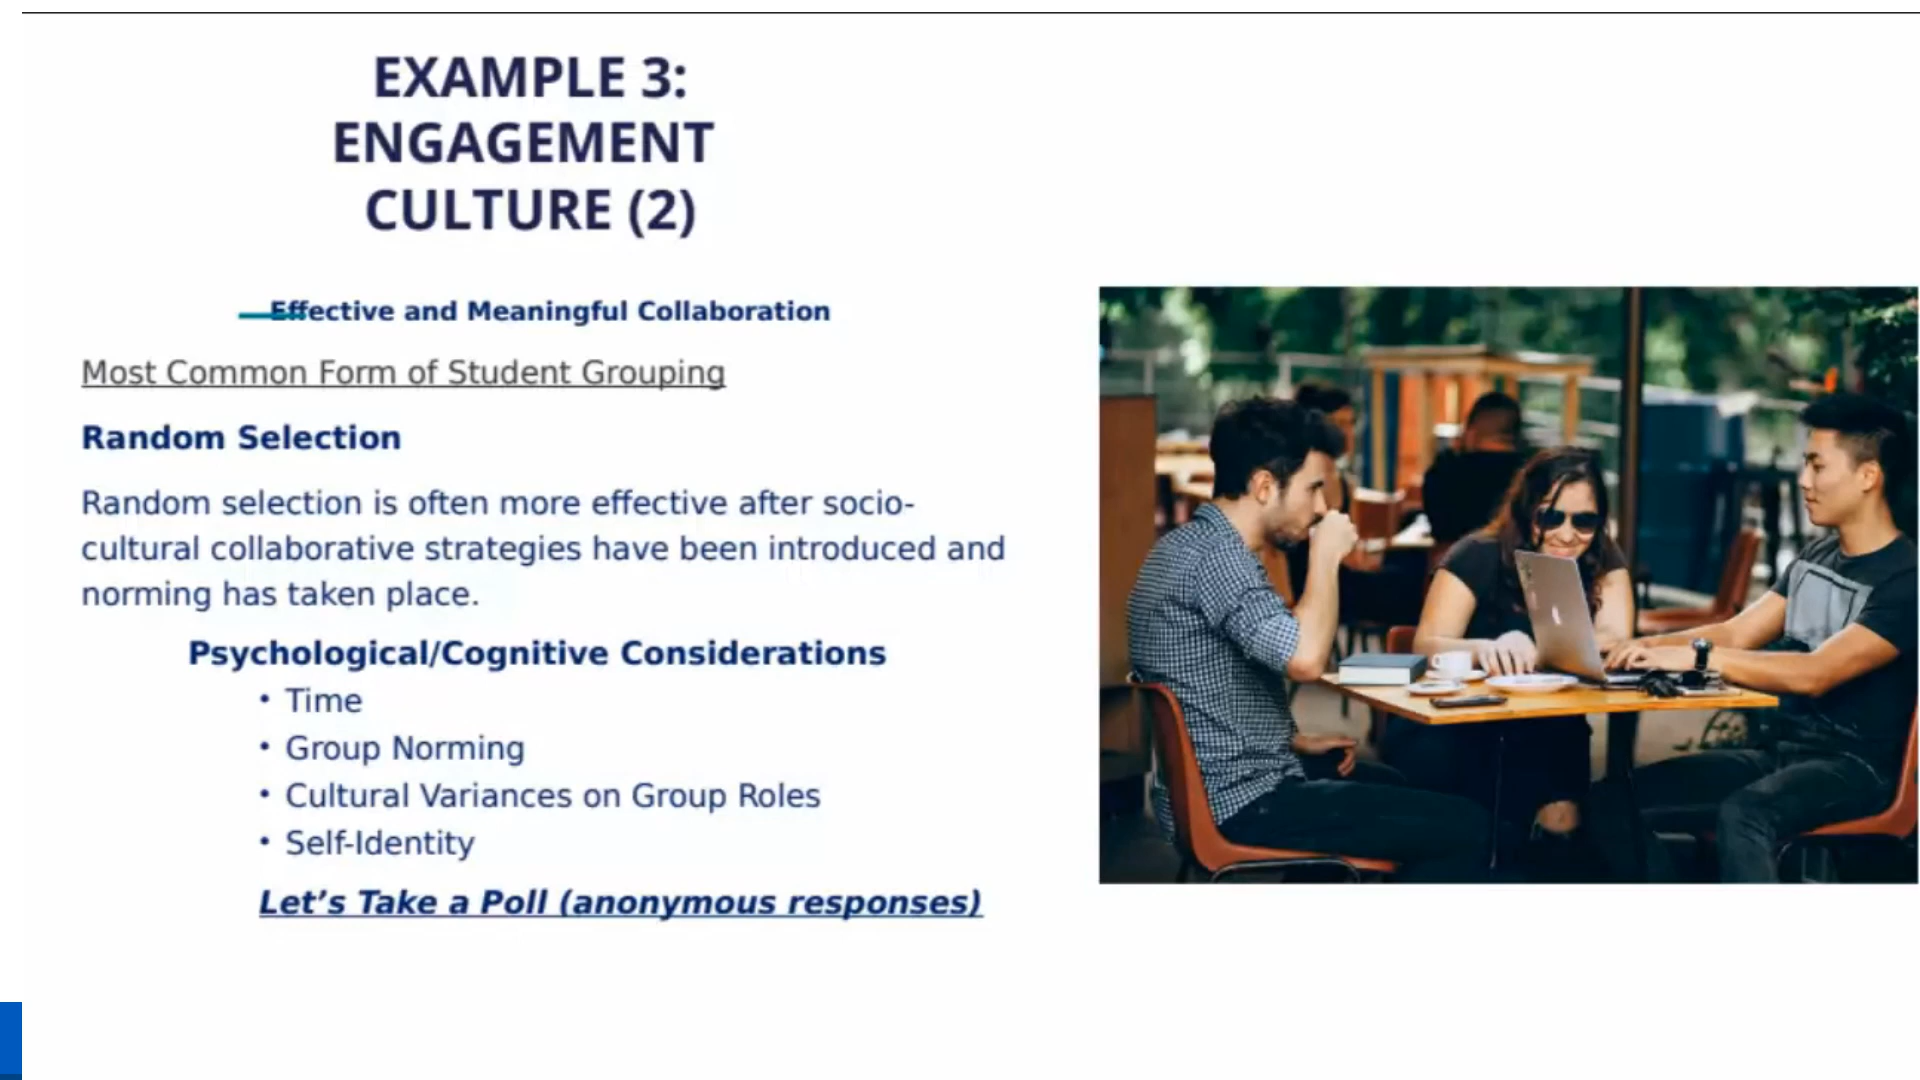 EXAMPLE 3:
ENGAGEMENT
CULTURE (2)
Effective and Meaningful Collaboration
Most Common Form of Student Grouping
Random Selection
Random selection is often more effective after socio-
cultural collaborative strategies have been introduced and
norming has taken place.
Psychological/Cognitive Considerations
• Time
• Group Norming
• Cultural Variances on Group Roles
• Self-Identity
Let’s Take a Poll (anonymous responses)